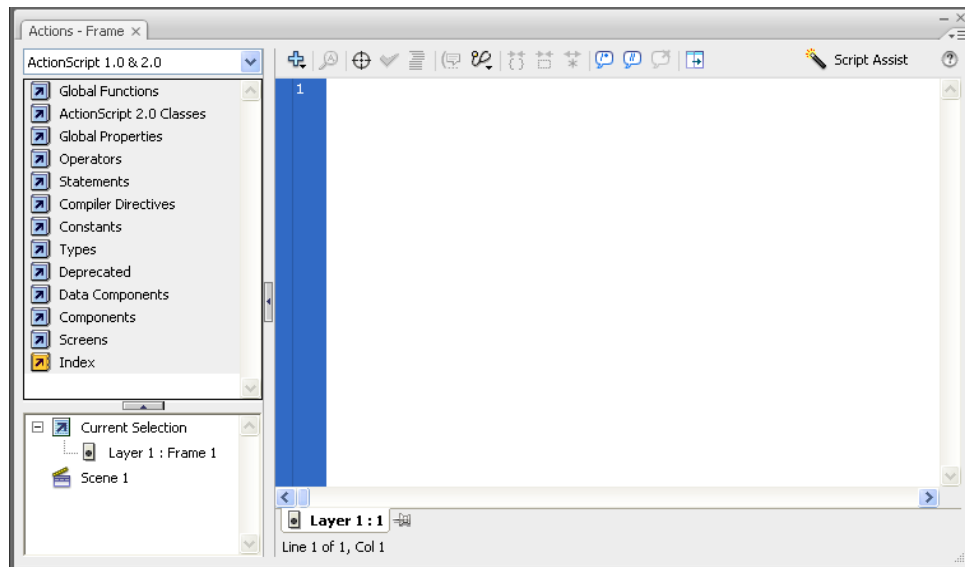 Actions - Frame
ActionScript 1.0 & 2.0
Script Assist
Global Functions
ActionScript 2.0 Classes
Global Properties
Operators
Statements
Compiler Directives
Constants
Types
Deprecated
Data Components
Components
Screens
Index
1
Current Selection
Layer 1 : Frame 1
Scene 1
Layer 1 : 1
Line 1 of 1, Col 1